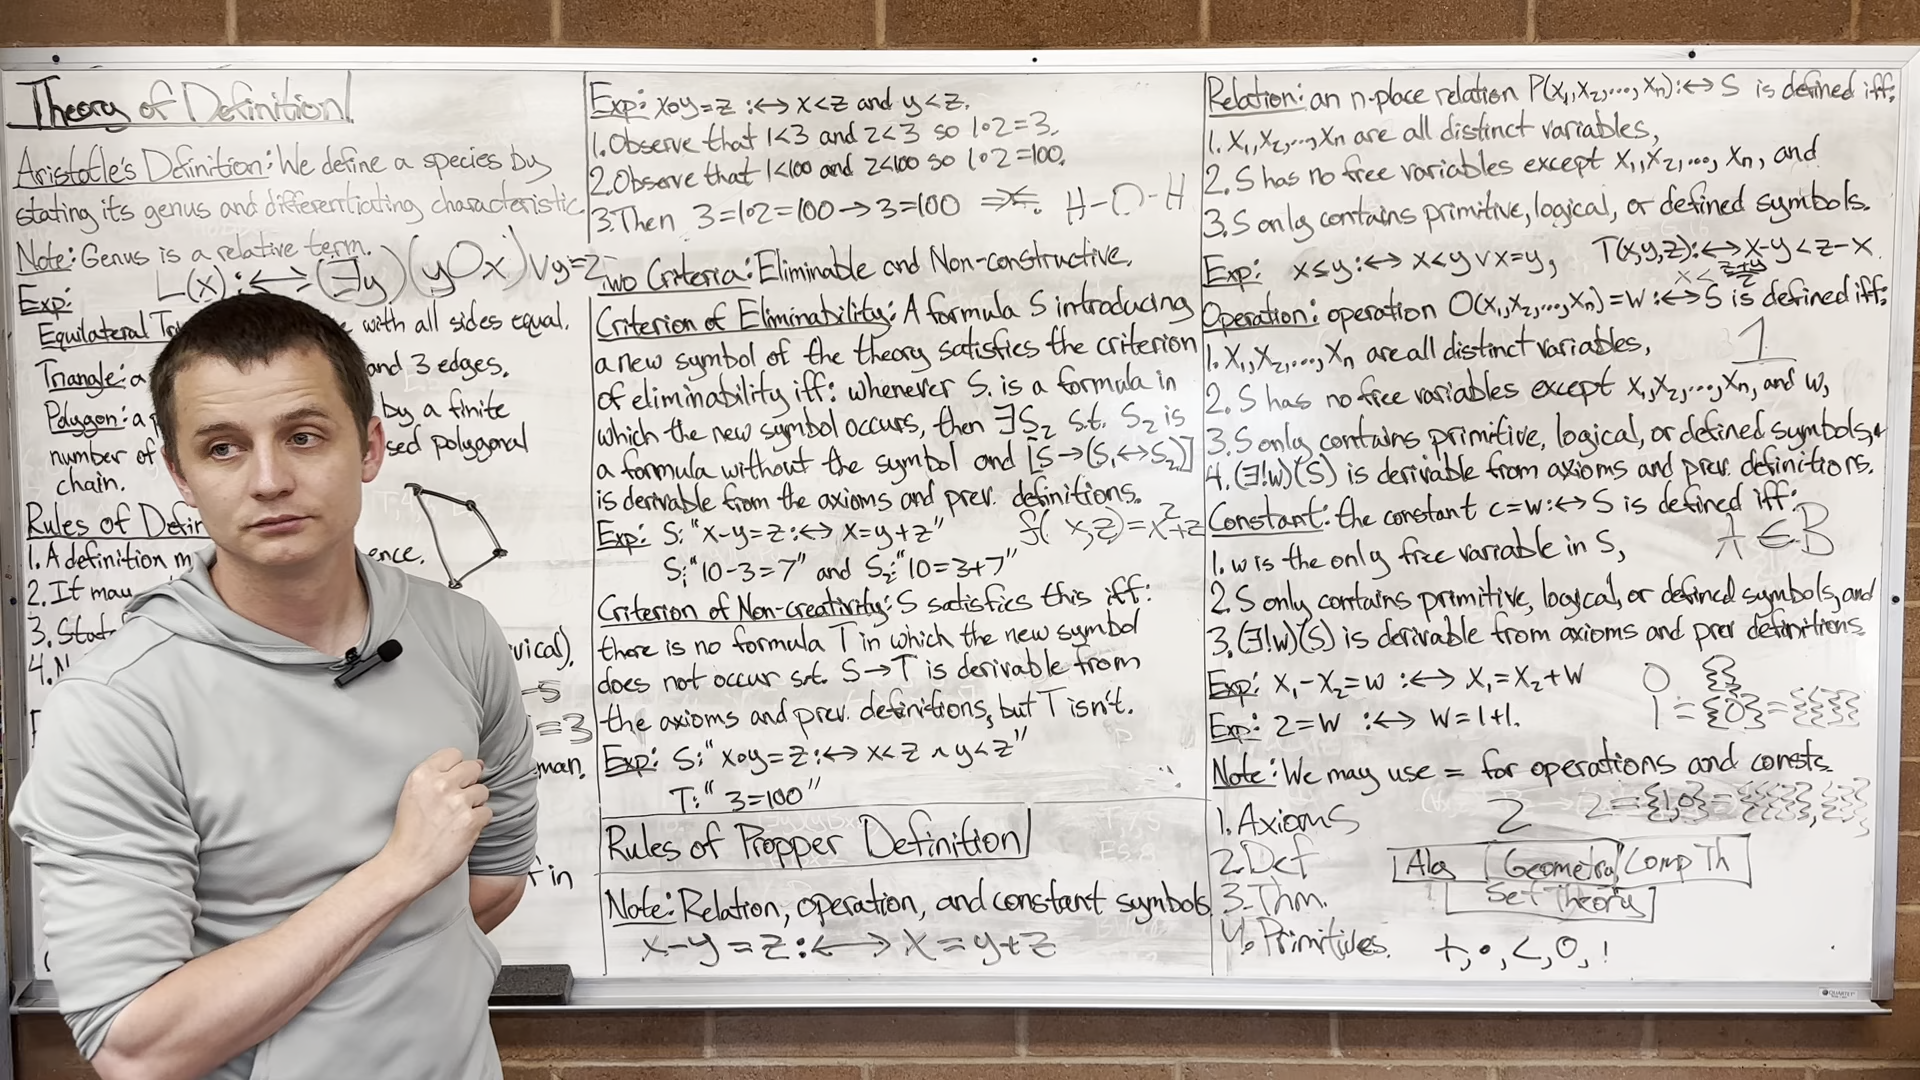 Theory of Definition
Aristotle's Definition: We define a species by
stating its genus and differentiating characteristic.
Note: Genus is a relative term.
L(x) :⟷ (∃y)(yOx) ∨ y=2
Exp:
Equilateral with all sides equal.
Triangle: a and 3 edges.
Polygon: a by a finite
number of sed polygonal
chain.
Rules of Defin
1. A definition m ence.
2. It may
3. Stat vical).
4. N
-5
=3
man.
in
Exp: x∘y=z :↔ x<z and y<z.
1. Observe that 1<3 and 2<3 so 1∘2=3.
2. Observe that 1<100 and 2<100 so 1∘2=100.
3. Then 3=1∘2=100→3=100 ⇒⇐. H-O-H
Two Criteria: Eliminable and Non-constructive.
Criterion of Eliminability: A formula S introducing
a new symbol of the theory satisfies the criterion
of eliminability iff: whenever S₁ is a formula in
which the new symbol occurs, then ∃S₂ s.t. S₂ is
a formula without the symbol and [S→(S₁↔S₂)]
is derivable from the axioms and prev. definitions.
Exp: S: "x-y=z :↔ x=y+z" f(x,z)=x²+z
S₁: "10-3=7" and S₂: "10=3+7"
Criterion of Non-creativity: S satisfies this iff:
there is no formula T in which the new symbol
does not occur s.t. S→T is derivable from
the axioms and prev. definitions, but T isn't.
Exp: S: "x∘y=z :↔ x<z ∧ y<z"
T: "3=100"
Rules of Propper Definition
Note: Relation, operation, and constant symbols
x-y=z :⟷ x=y+z
Relation: an n-place relation P(x₁,x₂,...,xₙ) :↔ S is defined iff:
1. x₁,x₂,...,xₙ are all distinct variables,
2. S has no free variables except x₁,x₂,...,xₙ, and
3. S only contains primitive, logical, or defined symbols.
Exp: x≤y :↔ x<y ∨ x=y, T(x,y,z) :↔ x-y<z-x
x< z+y/2
Operation: operation O(x₁,x₂,...,xₙ)=w :↔ S is defined iff:
1. x₁,x₂,...,xₙ are all distinct variables, 1
2. S has no free variables except x₁,x₂,...,xₙ, and w,
3. S only contains primitive, logical, or defined symbols, &
4. (∃!w)(S) is derivable from axioms and prev. definitions.
Constant: the constant c=w :↔ S is defined iff:
1. w is the only free variable in S, A∈B
2. S only contains primitive, logical, or defined symbols, and
3. (∃!w)(S) is derivable from axioms and prev definitions.
Exp: x₁-x₂=w :↔ x₁=x₂+w 0 {}
Exp: 2=w :↔ w=1+1. 1={0}={{}}
Note: We may use = for operations and consts.
1. Axioms 2 2={1,0}={{{}},{}}
2. Def Alg Geometry Comp Th
3. Thm. Set Theory
4. Primitives. +,∘,<,0,!
QUARTET